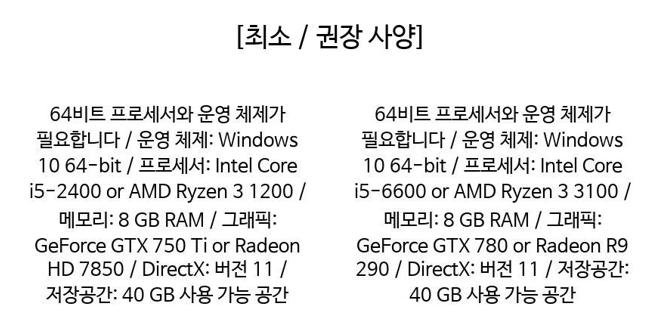 [최소 / 권장 사양]
64비트 프로세서와 운영 체제가
필요합니다 / 운영 체제: Windows
10 64-bit / 프로세서: Intel Core
i5-2400 or AMD Ryzen 3 1200 /
메모리: 8 GB RAM / 그래픽:
GeForce GTX 750 Ti or Radeon
HD 7850 / DirectX: 버전 11 /
저장공간: 40 GB 사용 가능 공간
64비트 프로세서와 운영 체제가
필요합니다 / 운영 체제: Windows
10 64-bit / 프로세서: Intel Core
i5-6600 or AMD Ryzen 3 3100 /
메모리: 8 GB RAM / 그래픽:
GeForce GTX 780 or Radeon R9
290 / DirectX: 버전 11 / 저장공간:
40 GB 사용 가능 공간